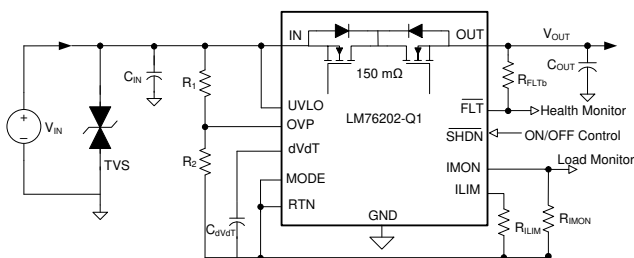 IN
OUT
VOUT
CIN
R1
150 mΩ
COUT
RFLTb
UVLO
FLT
Health Monitor
VIN
OVP
LM76202-Q1
SHDN
ON/OFF Control
R2
dVdT
TVS
IMON
Load Monitor
MODE
ILIM
CdVdT
RTN
GND
RILIM
RIMON